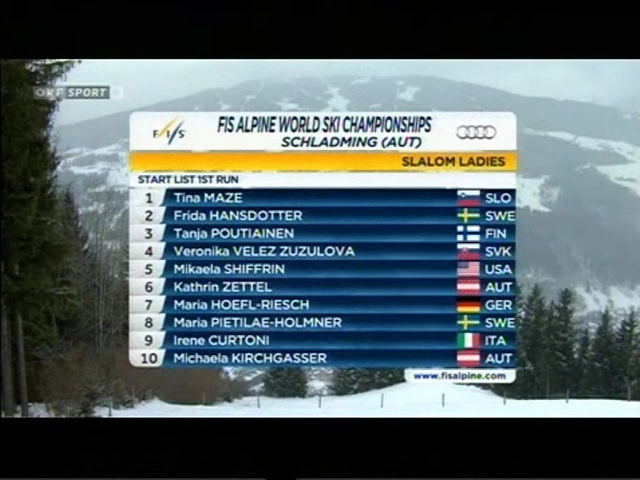 ORF SPORT
FIS
FIS ALPINE WORLD SKI CHAMPIONSHIPS
SCHLADMING (AUT)
SLALOM LADIES
START LIST 1ST RUN
1 Tina MAZE SLO
2 Frida HANSDOTTER SWE
3 Tanja POUTIAINEN FIN
4 Veronika VELEZ ZUZULOVA SVK
5 Mikaela SHIFFRIN USA
6 Kathrin ZETTEL AUT
7 Maria HOEFL-RIESCH GER
8 Maria PIETILAE-HOLMNER SWE
9 Irene CURTONI ITA
10 Michaela KIRCHGASSER AUT
www.fisalpine.com